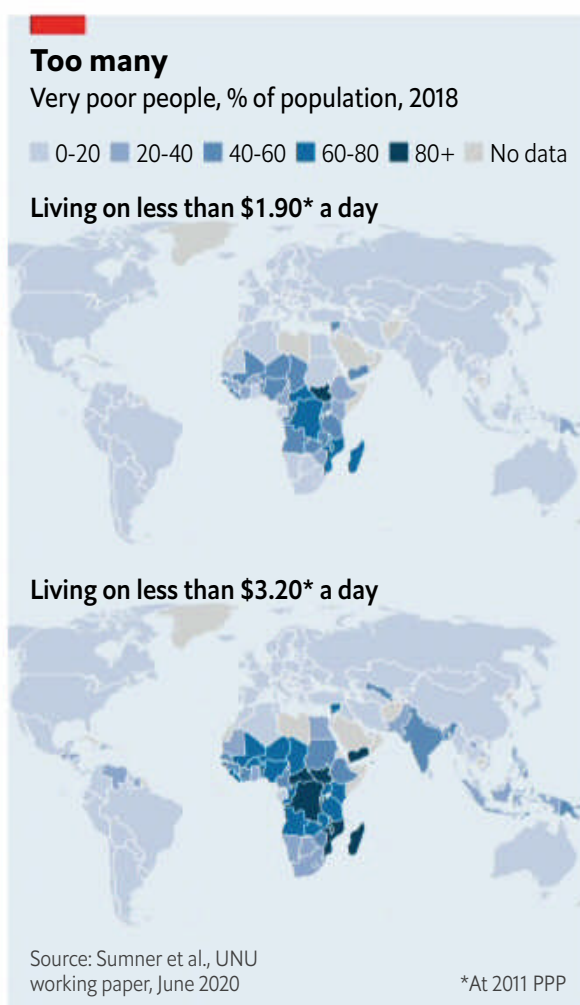 Too many
Very poor people, % of population, 2018
0-20 20-40 40-60 60-80 80+ No data
Living on less than $1.90* a day
Living on less than $3.20* a day
Source: Sumner et al., UNU
working paper, June 2020
*At 2011 PPP